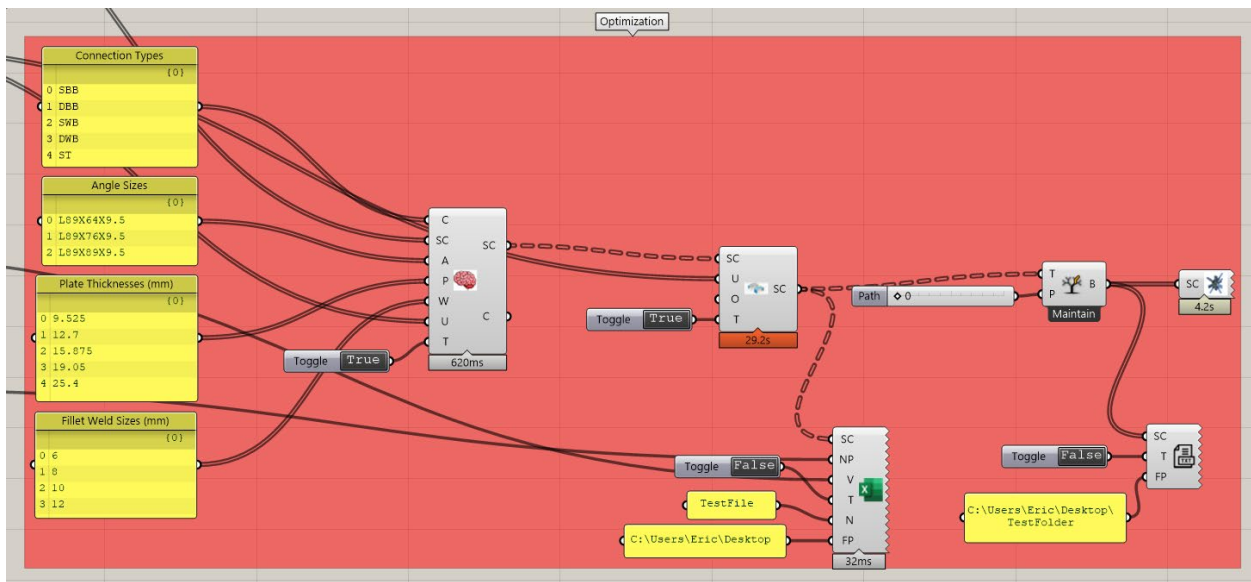 Optimization
Connection Types
{0}
0 SBB
1 DBB
2 SWB
3 DWB
4 ST
Angle Sizes
{0}
0 L89X64X9.5
1 L89X76X9.5
2 L89X89X9.5
Plate Thicknesses (mm)
{0}
0 9.525
1 12.7
2 15.875
3 19.05
4 25.4
Fillet Weld Sizes (mm)
{0}
0 6
1 8
2 10
3 12
Toggle True
C
SC
A
P
W
U
T
SC
C
620ms
Toggle True
SC
U
O
T
SC
29.2s
Path 0
T
P
B
Maintain
SC
4.2s
Toggle False
TestFile
C:\Users\Eric\Desktop
SC
NP
V
T
N
FP
X
32ms
Toggle False
C:\Users\Eric\Desktop\
TestFolder
SC
T
FP
TXT